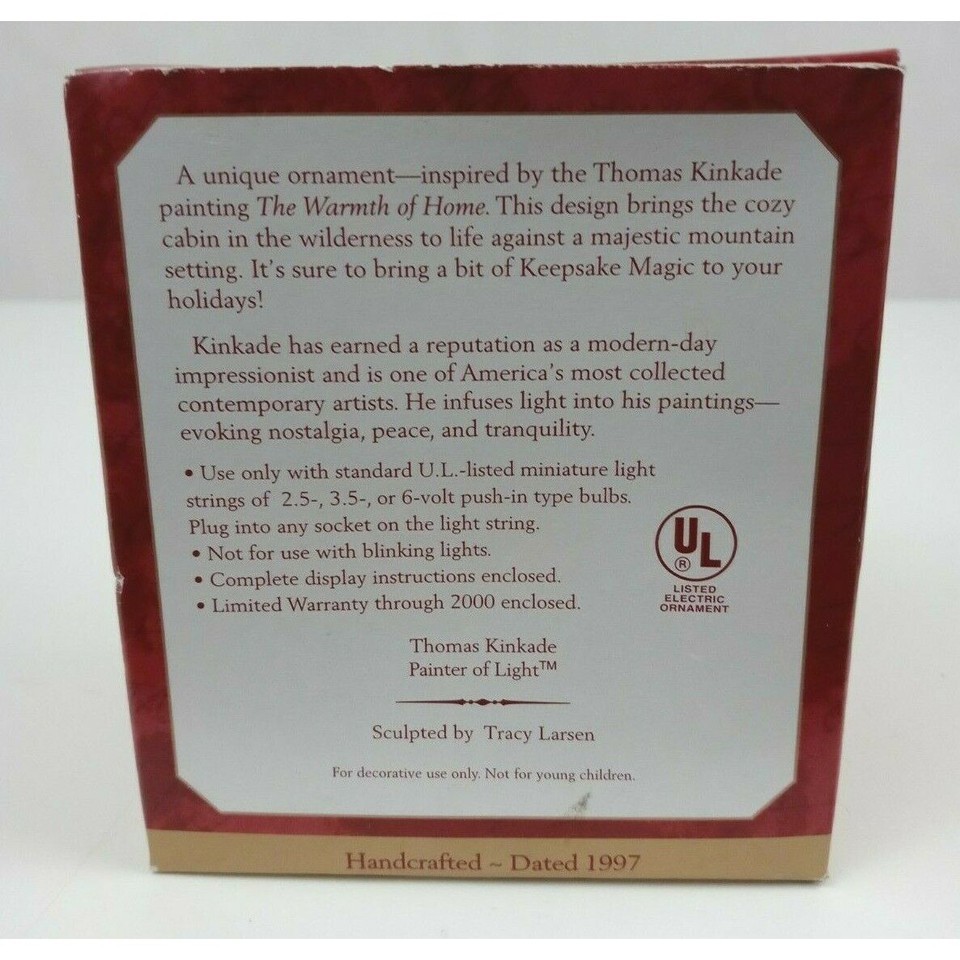 A unique ornament—inspired by the Thomas Kinkade
painting The Warmth of Home. This design brings the cozy
cabin in the wilderness to life against a majestic mountain
setting. It's sure to bring a bit of Keepsake Magic to your
holidays!
Kinkade has earned a reputation as a modern-day
impressionist and is one of America's most collected
contemporary artists. He infuses light into his paintings—
evoking nostalgia, peace, and tranquility.
• Use only with standard U.L.-listed miniature light
strings of 2.5-, 3.5-, or 6-volt push-in type bulbs.
Plug into any socket on the light string.
• Not for use with blinking lights.
• Complete display instructions enclosed.
• Limited Warranty through 2000 enclosed.
UL ®
LISTED
ELECTRIC
ORNAMENT
Thomas Kinkade
Painter of Light™
Sculpted by Tracy Larsen
For decorative use only. Not for young children.
Handcrafted ~ Dated 1997